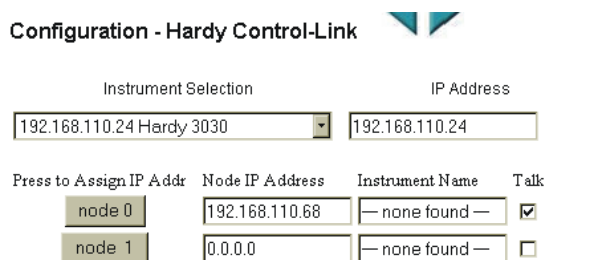 Configuration - Hardy Control-Link
Instrument Selection IP Address
192.168.110.24 Hardy 3030 192.168.110.24
Press to Assign IP Addr Node IP Address Instrument Name Talk
node 0 192.168.110.68 — none found —
node 1 0.0.0.0 — none found —